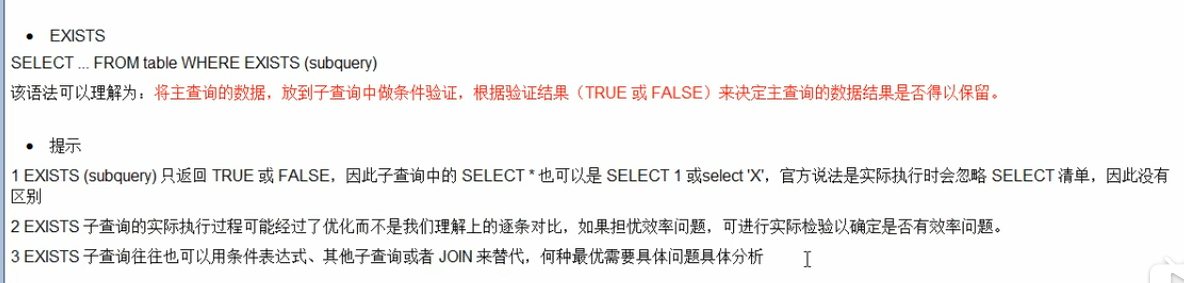 • EXISTS
SELECT ... FROM table WHERE EXISTS (subquery)
该语法可以理解为：将主查询的数据，放到子查询中做条件验证，根据验证结果（TRUE 或 FALSE）来决定主查询的数据结果是否得以保留。
• 提示
1 EXISTS (subquery) 只返回 TRUE 或 FALSE，因此子查询中的 SELECT * 也可以是 SELECT 1 或select 'X'，官方说法是实际执行时会忽略 SELECT 清单，因此没有
区别
2 EXISTS 子查询的实际执行过程可能经过了优化而不是我们理解上的逐条对比，如果担忧效率问题，可进行实际检验以确定是否有效率问题。
3 EXISTS 子查询往往也可以用条件表达式、其他子查询或者 JOIN 来替代，何种最优需要具体问题具体分析